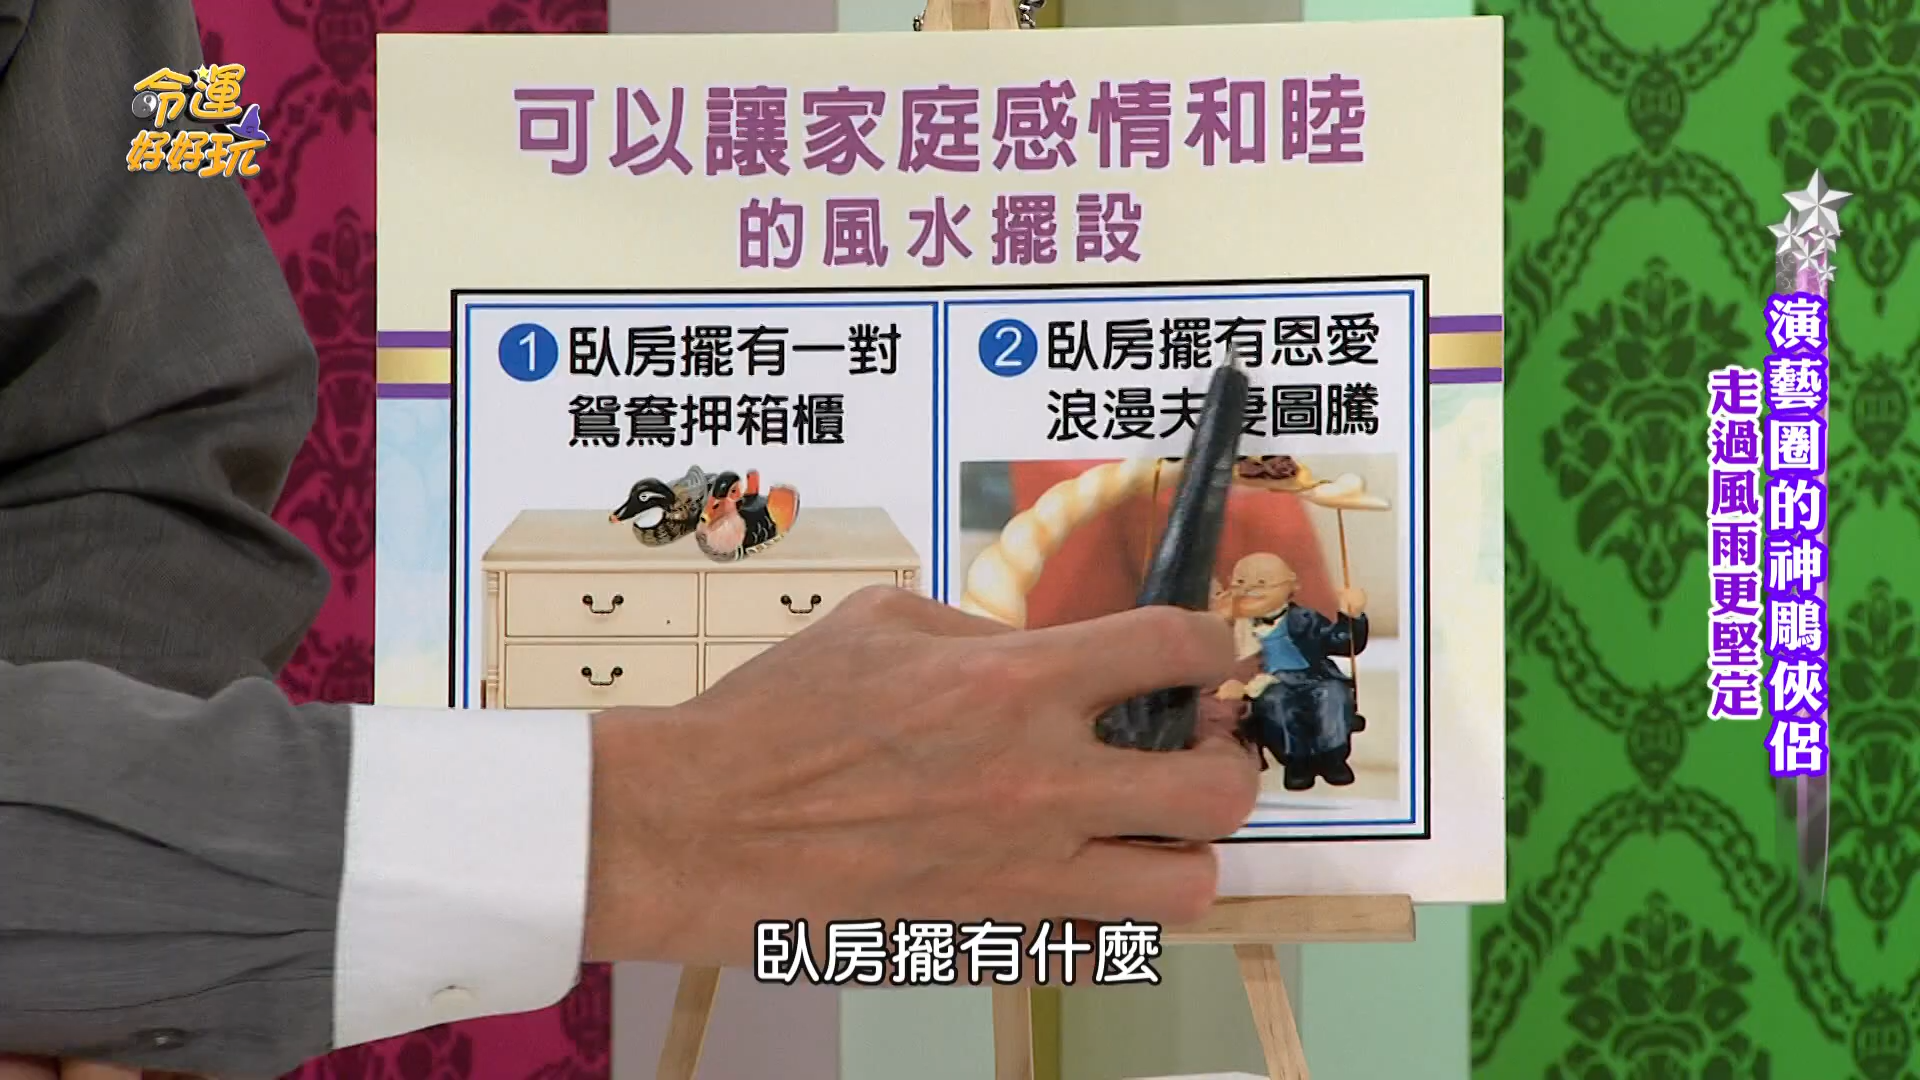 命運
好好玩
可以讓家庭感情和睦
的風水擺設
1 臥房擺有一對
鴛鴦押箱櫃
2 臥房擺有恩愛
浪漫夫妻圖騰
演藝圈的神鵰俠侶
走過風雨更堅定
臥房擺有什麼